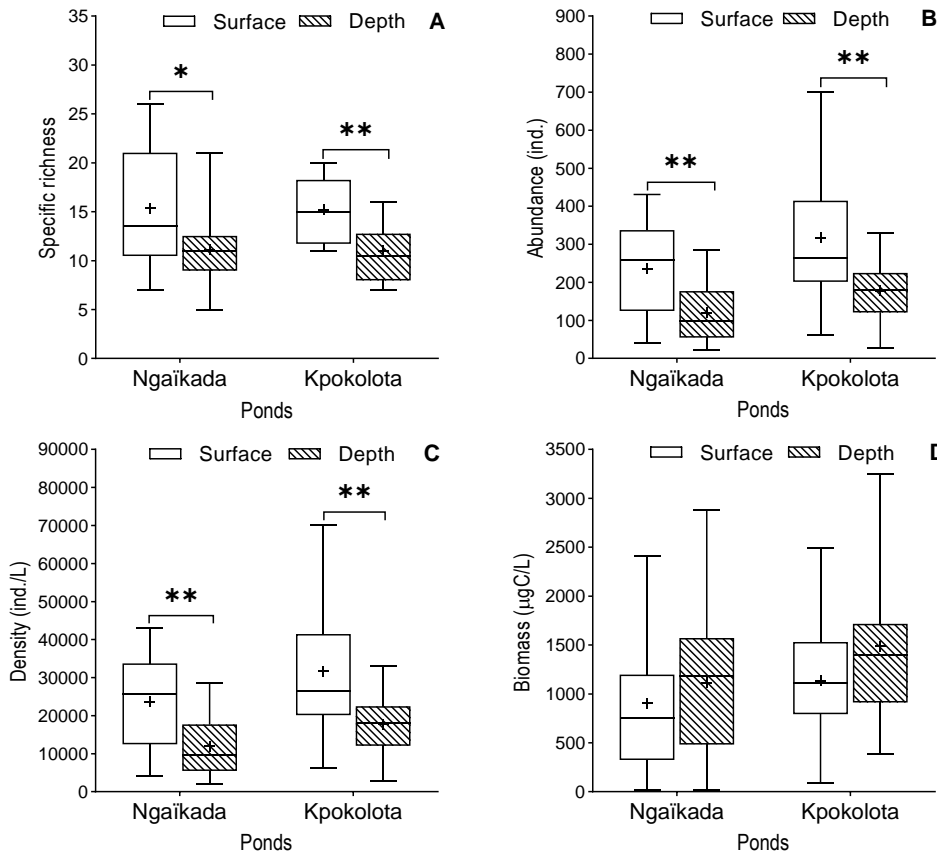 Surface Depth A
Specific richness
35
30
25
20
15
10
5
0
*
**
Ngaïkada Kpokolota
Ponds
Surface Depth B
Abundance (ind.)
900
800
700
600
500
400
300
200
100
0
**
**
Ngaïkada Kpokolota
Ponds
Surface Depth C
Density (ind./L)
90000
80000
70000
60000
50000
40000
30000
20000
10000
0
**
**
Ngaïkada Kpokolota
Ponds
Surface Depth D
Biomass (µgC/L)
3500
3000
2500
2000
1500
1000
500
0
Ngaïkada Kpokolota
Ponds